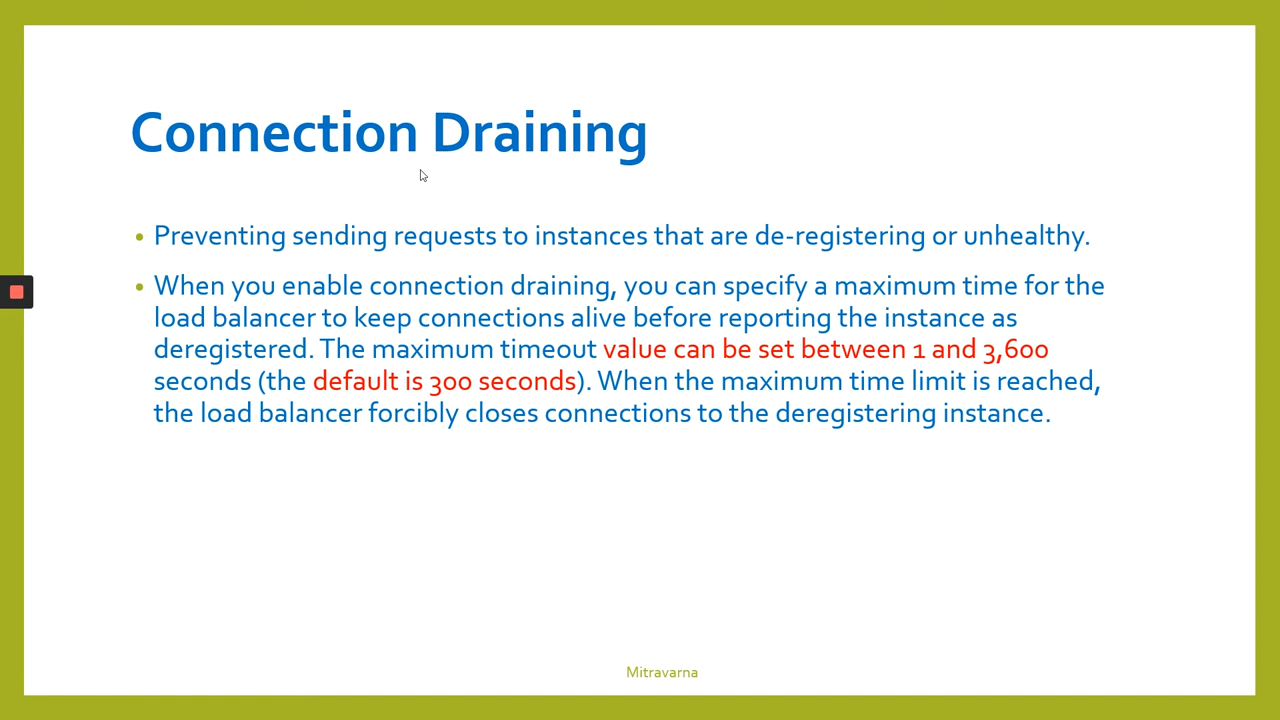 Connection Draining
• Preventing sending requests to instances that are de-registering or unhealthy.
• When you enable connection draining, you can specify a maximum time for the
load balancer to keep connections alive before reporting the instance as
deregistered. The maximum timeout value can be set between 1 and 3,600
seconds (the default is 300 seconds). When the maximum time limit is reached,
the load balancer forcibly closes connections to the deregistering instance.
Mitravarna